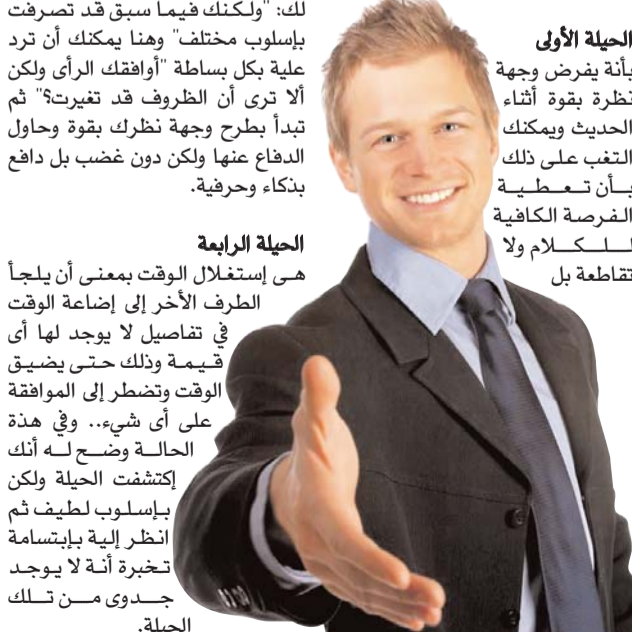 الحيلة الأولى
بأنة يفرض وجهة
نظرة بقوة أثناء
الحديث ويمكنك
التغب على ذلك
بأن تعطية
الفرصة الكافية
للكلام ولا
تقاطعة بل
لك: "ولكنك فيما سبق قد تصرفت
بإسلوب مختلف" وهنا يمكنك أن ترد
علية بكل بساطة "أوافقك الرأى ولكن
ألا ترى أن الظروف قد تغيرت؟" ثم
تبدأ بطرح وجهة نظرك بقوة وحاول
الدفاع عنها ولكن دون غضب بل دافع
بذكاء وحرفية.
الحيلة الرابعة
هى إستغلال الوقت بمعنى أن يلجأ
الطرف الأخر إلى إضاعة الوقت
في تفاصيل لا يوجد لها أى
قيمة وذلك حتى يضيق
الوقت وتضطر إلى الموافقة
على أى شيء.. وفي هذة
الحالة وضح له أنك
إكتشفت الحيلة ولكن
بإسلوب لطيف ثم
انظر إلية بإبتسامة
تخبرة أنة لا يوجد
جدوى من تلك
الحيلة.